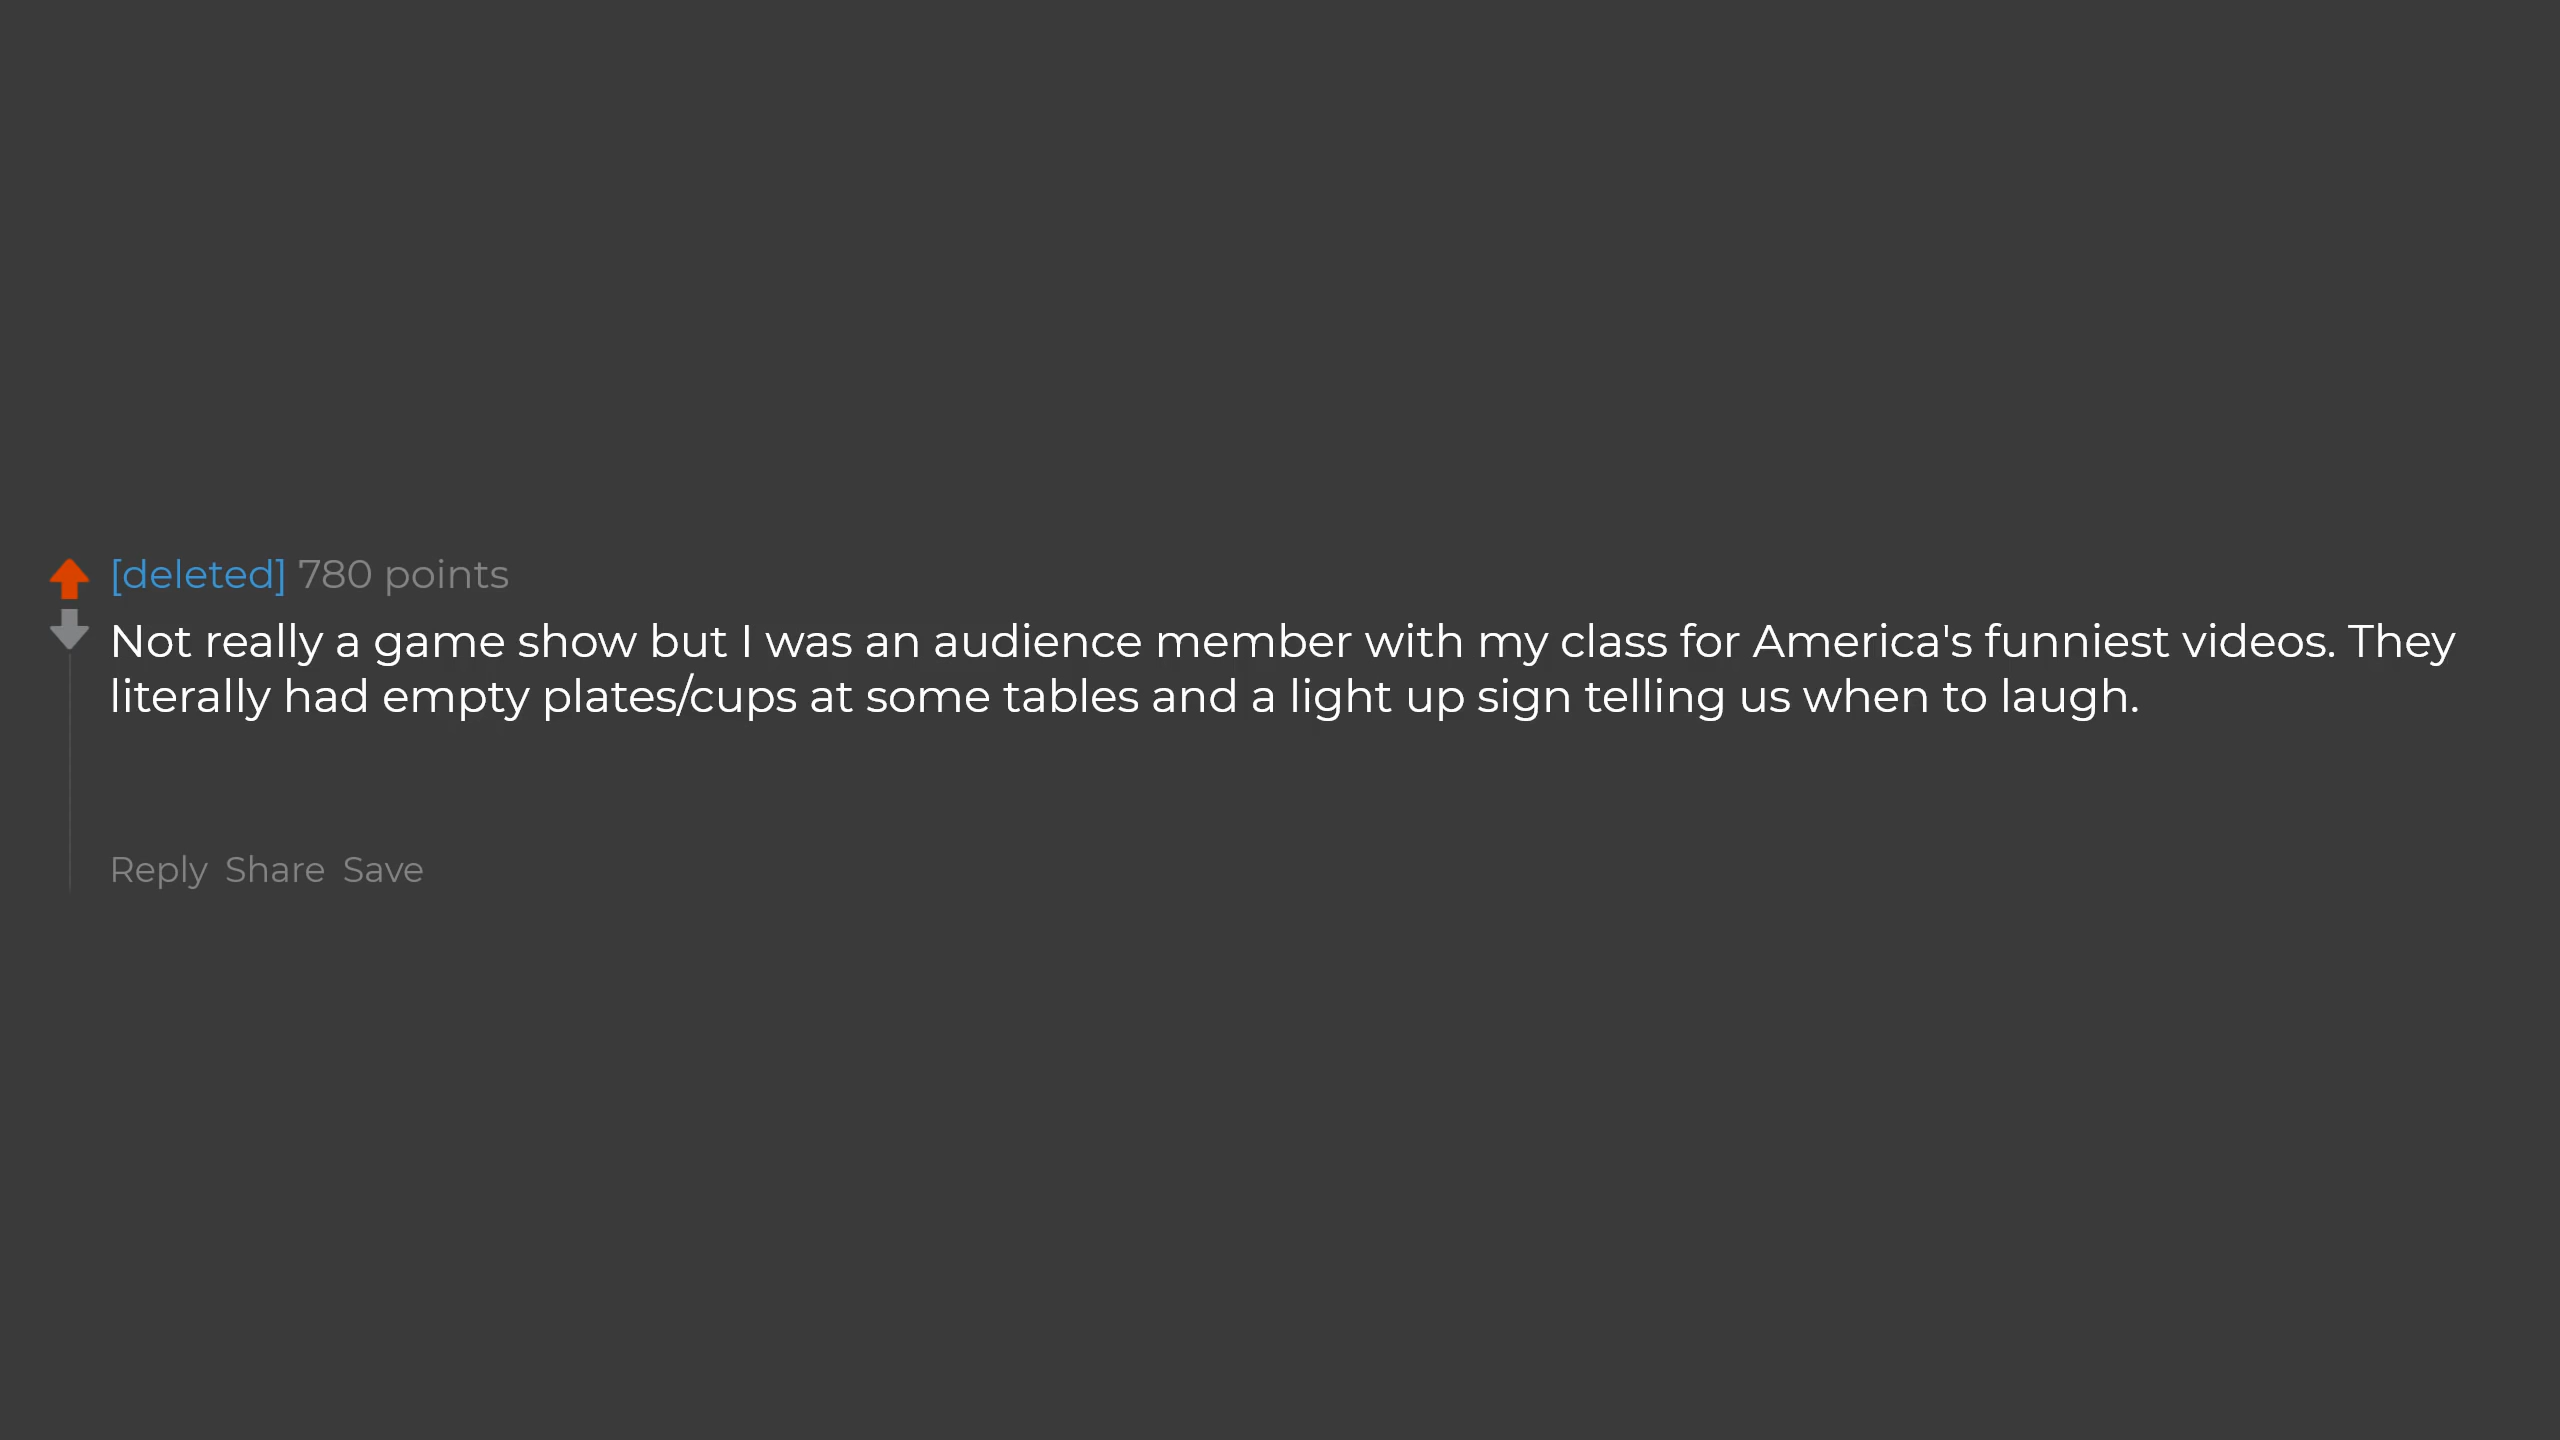 [deleted] 780 points
Not really a game show but I was an audience member with my class for America's funniest videos. They
literally had empty plates/cups at some tables and a light up sign telling us when to laugh.
Reply Share Save